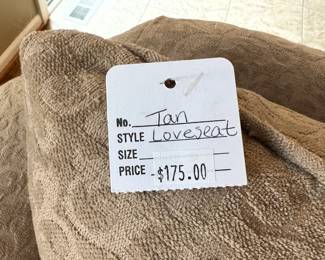 No. Tan
STYLE Loveseat
SIZE
PRICE -$175.00